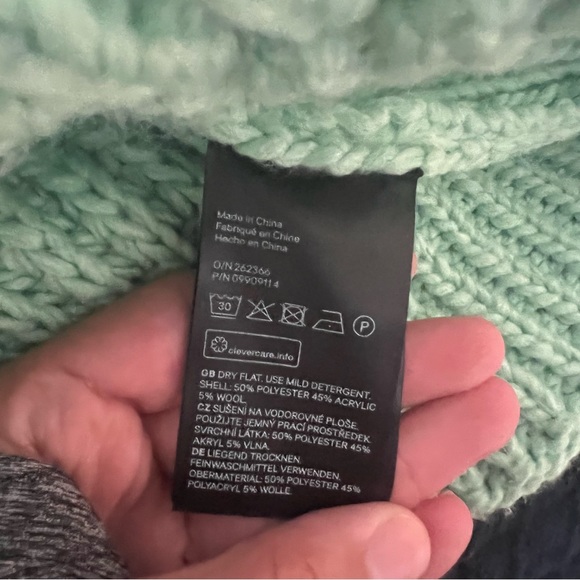 Made in China
Fabriqué en Chine
Hecho en China
O/N 262366
P/N 09909114
30
P
clevercare.info
GB DRY FLAT. USE MILD DETERGENT.
SHELL: 50% POLYESTER 45% ACRYLIC
5% WOOL
CZ SUŠENÍ NA VODOROVNÉ PLOŠE.
POUŽIJTE JEMNÝ PRACÍ PROSTŘEDEK.
SVRCHNÍ LÁTKA: 50% POLYESTER 45%
AKRYL 5% VLNA.
DE LIEGEND TROCKNEN.
FEINWASCHMITTEL VERWENDEN.
OBERMATERIAL: 50% POLYESTER 45%
POLYACRYL 5% WOLLE